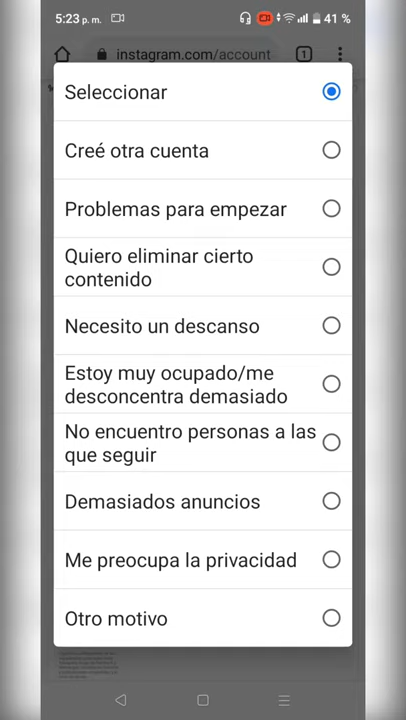 5:23 p. m. 41 %
instagram.com/account 1
Seleccionar
Creé otra cuenta
Problemas para empezar
Quiero eliminar cierto
contenido
Necesito un descanso
Estoy muy ocupado/me
desconcentra demasiado
No encuentro personas a las
que seguir
Demasiados anuncios
Me preocupa la privacidad
Otro motivo